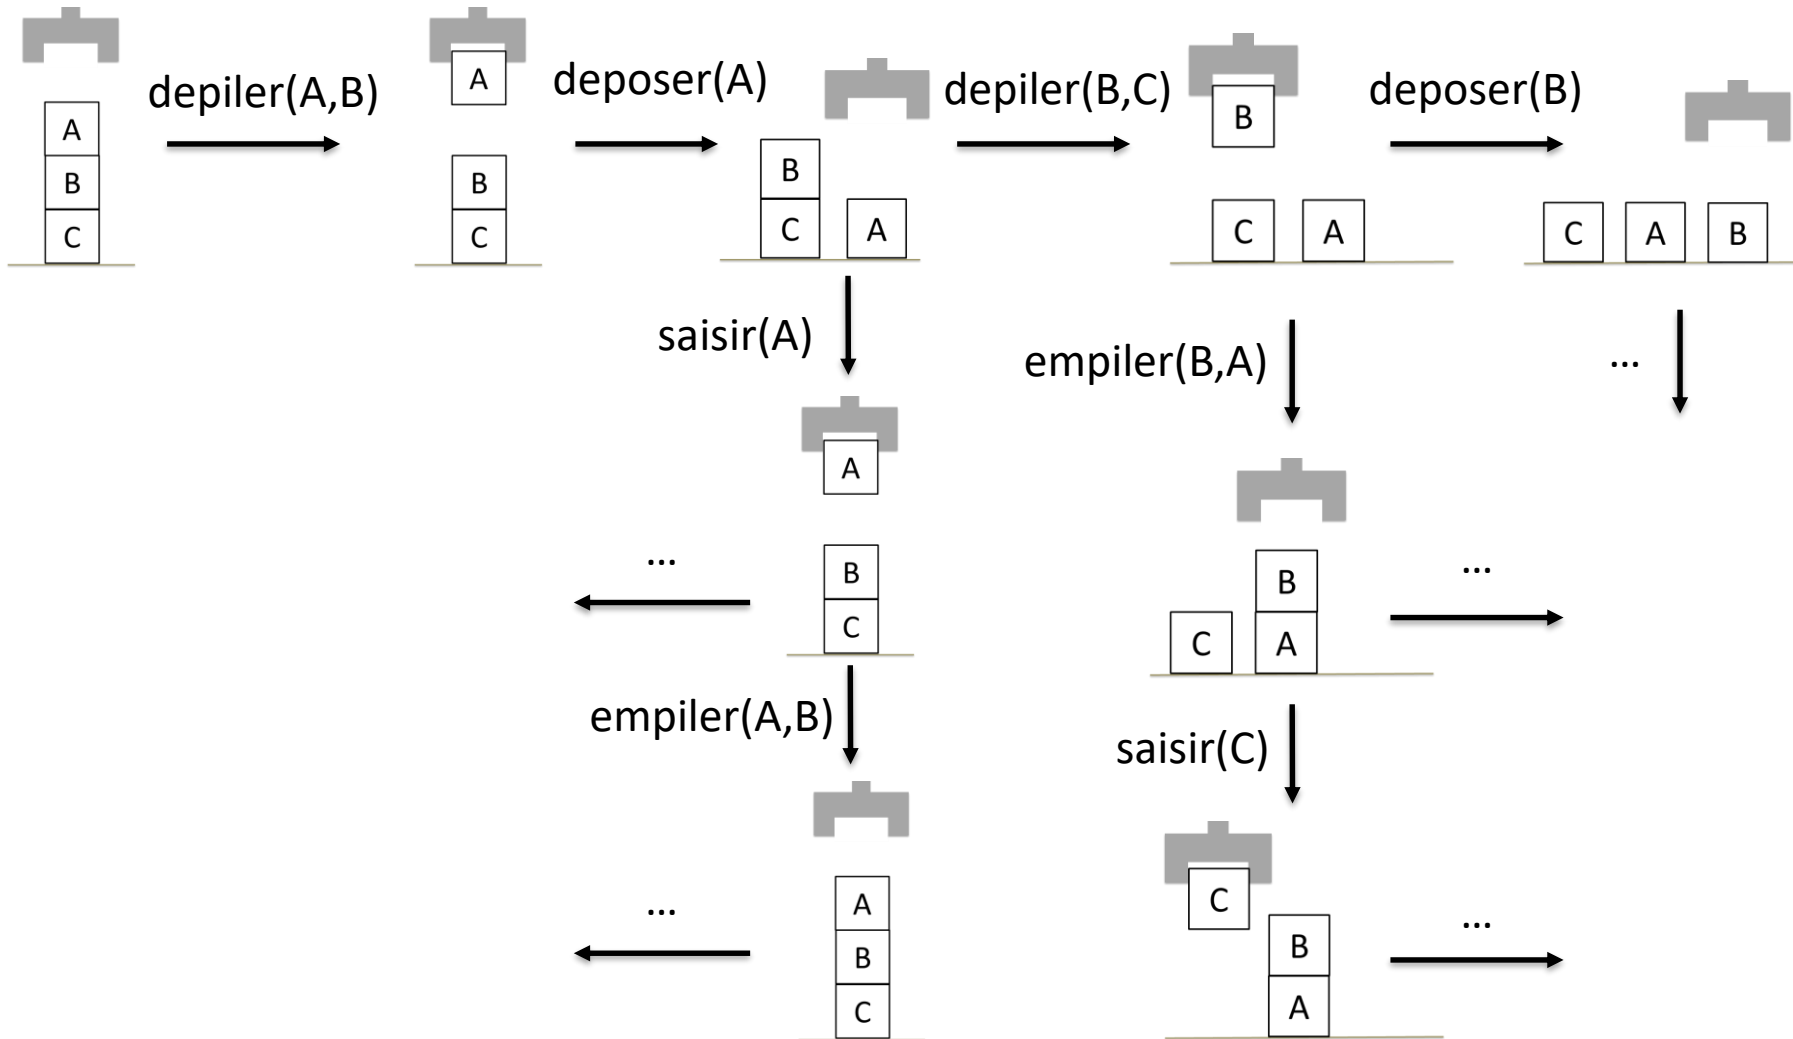 depiler(A,B)
deposer(A)
depiler(B,C)
deposer(B)
A
B
C
A
B
C
B
C
A
B
C
A
C
A
B
saisir(A)
empiler(B,A)
...
A
B
C
...
B
C
A
...
empiler(A,B)
saisir(C)
A
B
C
...
C
B
A
...